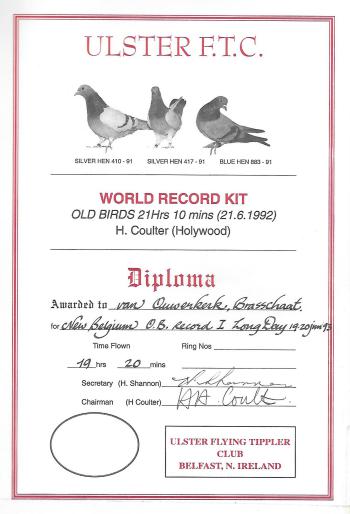 ULSTER F.T.C.
SILVER HEN 410 - 91 SILVER HEN 417 - 91 BLUE HEN 883 - 91
WORLD RECORD KIT
OLD BIRDS 21Hrs 10 mins (21.6.1992)
H. Coulter (Holywood)
Diploma
Awarded to van Ouwerkerk, Brasschaat.
for New Belgium O.B. Record I Long Day 19-20 jun 93
Time Flown Ring Nos
19 hrs 20 mins
Secretary (H. Shannon) H. Shannon
Chairman (H Coulter) H. Coulter.
ULSTER FLYING TIPPLER
CLUB
BELFAST, N. IRELAND